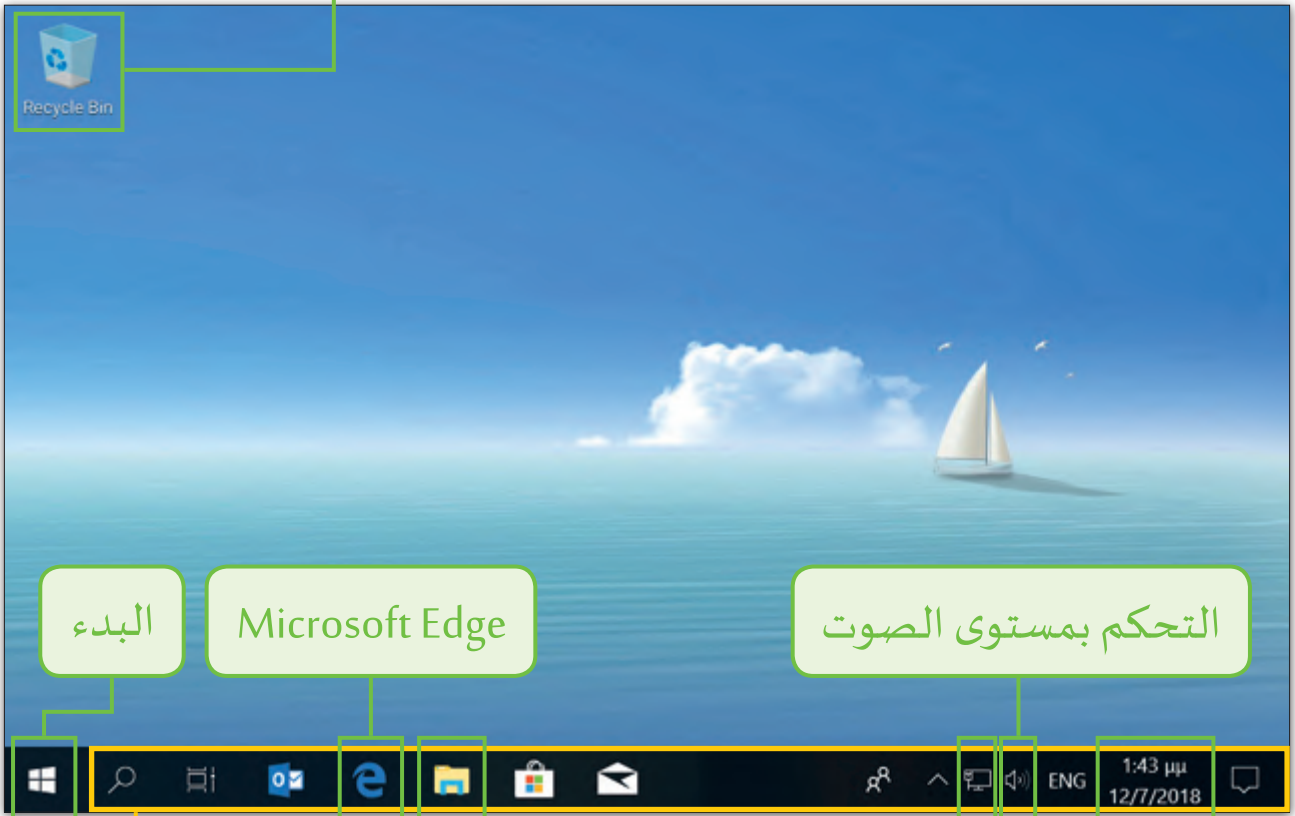 Recycle Bin
البدء
Microsoft Edge
التحكم بمستوى الصوت
ENG
1:43 μμ
12/7/2018